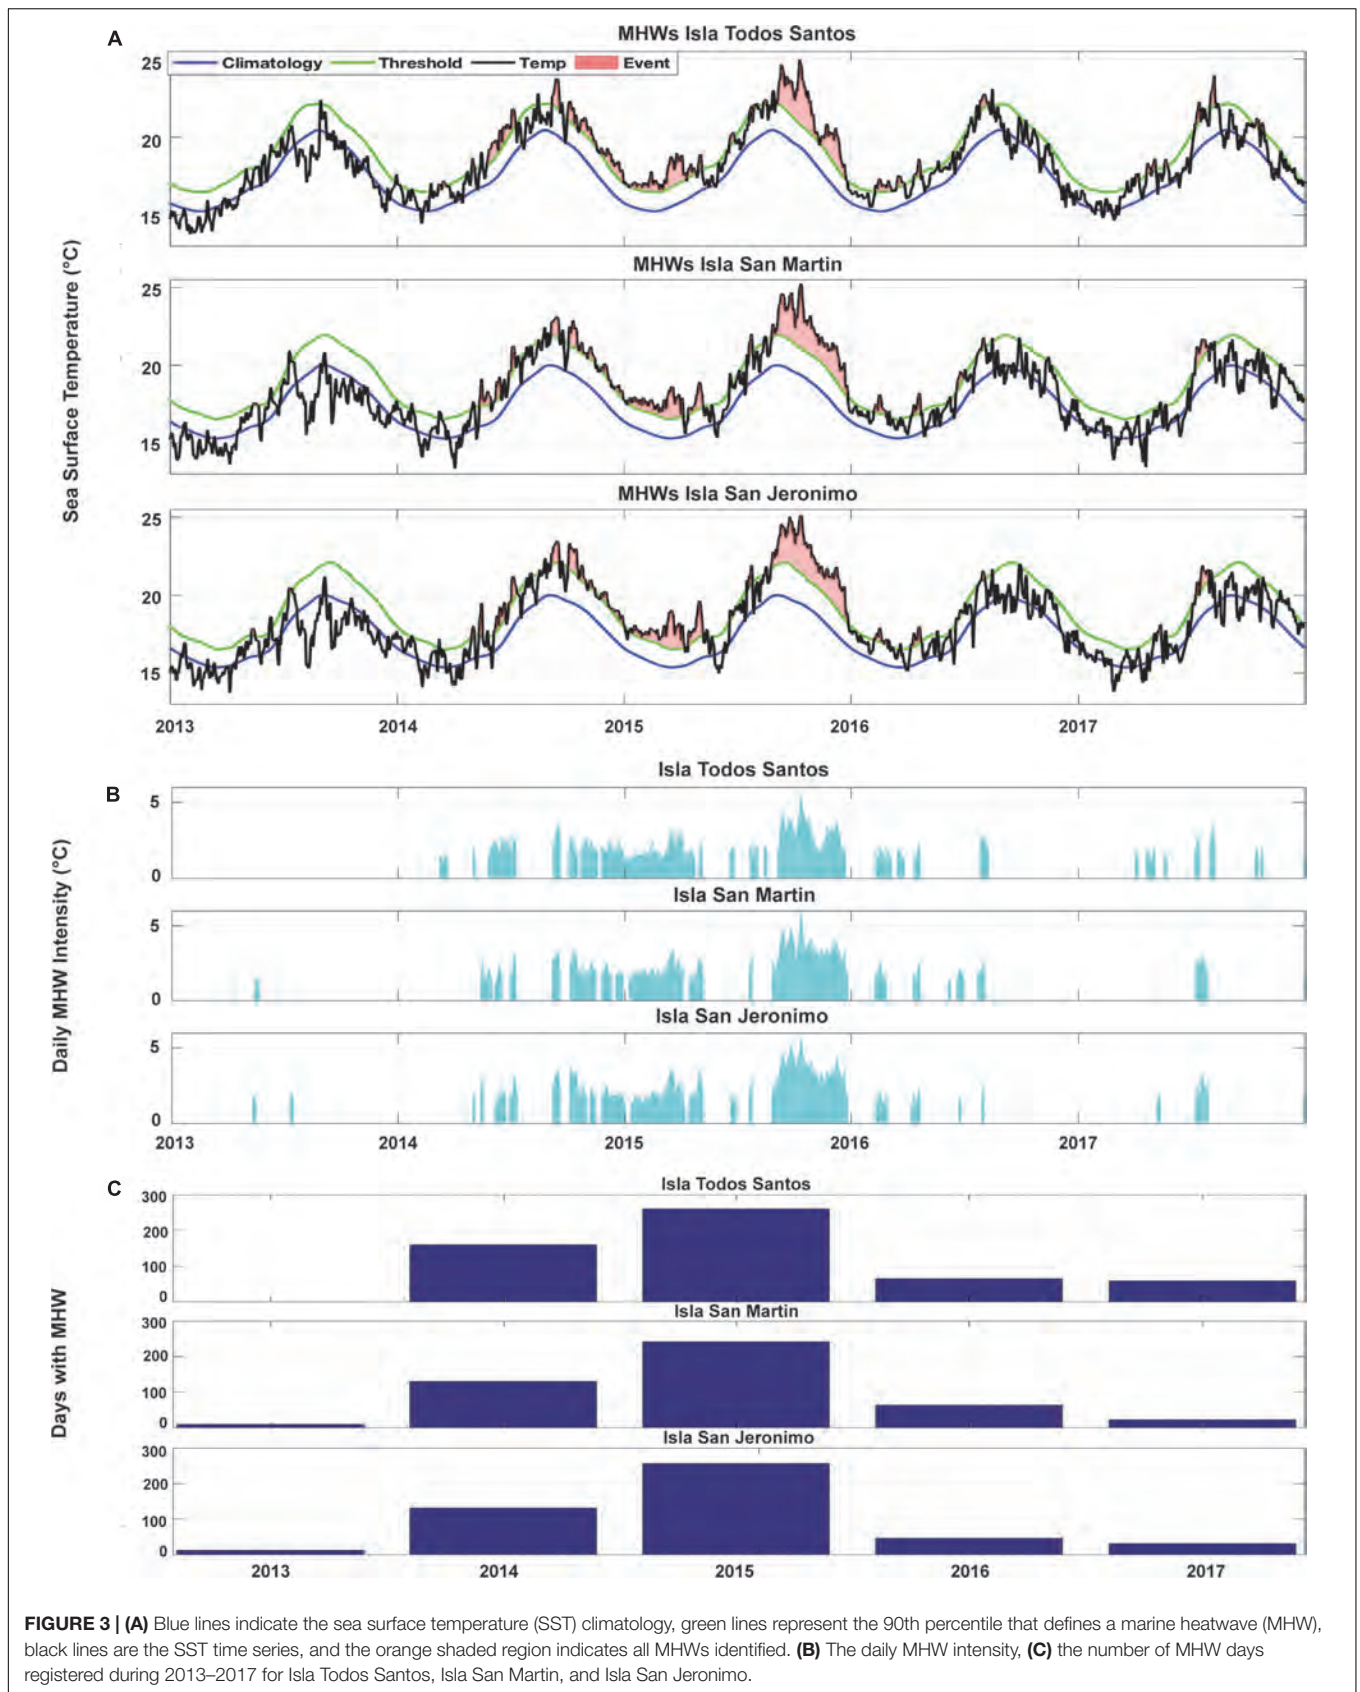 A
MHWs Isla Todos Santos
Climatology Threshold Temp Event
25
20
15
MHWs Isla San Martin
25
20
15
MHWs Isla San Jeronimo
25
20
15
Sea Surface Temperature (°C)
2013 2014 2015 2016 2017
B
Isla Todos Santos
5
0
Isla San Martin
5
0
Isla San Jeronimo
5
0
Daily MHW Intensity (°C)
2013 2014 2015 2016 2017
C
Isla Todos Santos
300
200
100
0
Isla San Martin
300
200
100
0
Isla San Jeronimo
300
200
100
0
Days with MHW
2013 2014 2015 2016 2017
FIGURE 3 | (A) Blue lines indicate the sea surface temperature (SST) climatology, green lines represent the 90th percentile that defines a marine heatwave (MHW),
black lines are the SST time series, and the orange shaded region indicates all MHWs identified. (B) The daily MHW intensity, (C) the number of MHW days
registered during 2013–2017 for Isla Todos Santos, Isla San Martin, and Isla San Jeronimo.